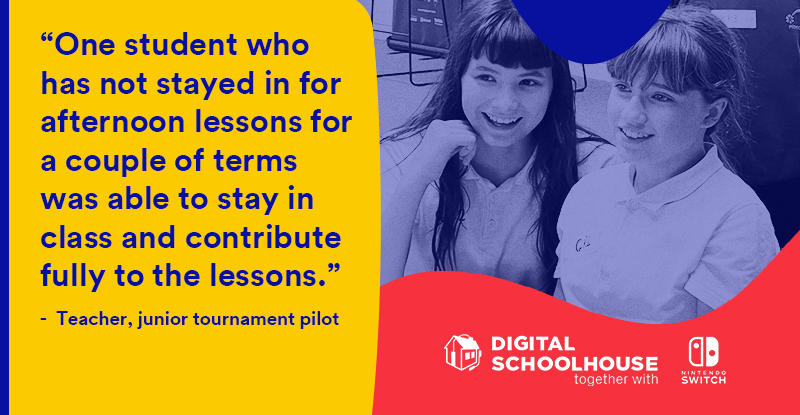 “One student who
has not stayed in for
afternoon lessons for
a couple of terms
was able to stay in
class and contribute
fully to the lessons.”
- Teacher, junior tournament pilot
DIGITAL
SCHOOLHOUSE
together with
NINTENDO
SWITCH